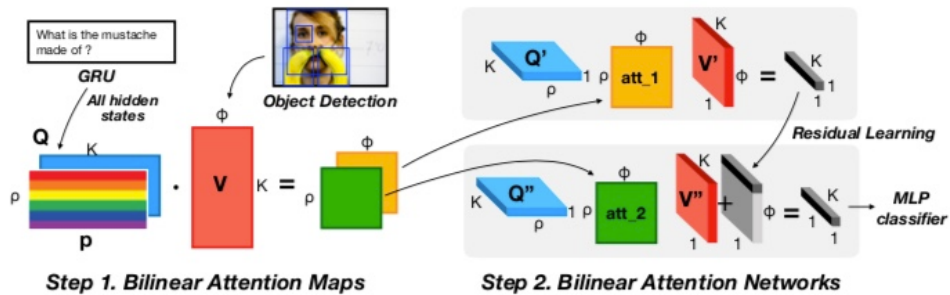 What is the mustache
made of ?
GRU
All hidden
states
Object Detection
Q
K
ρ
p
·
Φ
V
K
=
Φ
ρ
Step 1. Bilinear Attention Maps
K
Q'
1
ρ
Φ
ρ
att_1
K
V'
Φ
1
=
K
1
1
Residual Learning
K
Q''
1
ρ
Φ
ρ
att_2
K
V''
1
+
1
Φ
=
K
1
1
MLP
classifier
Step 2. Bilinear Attention Networks